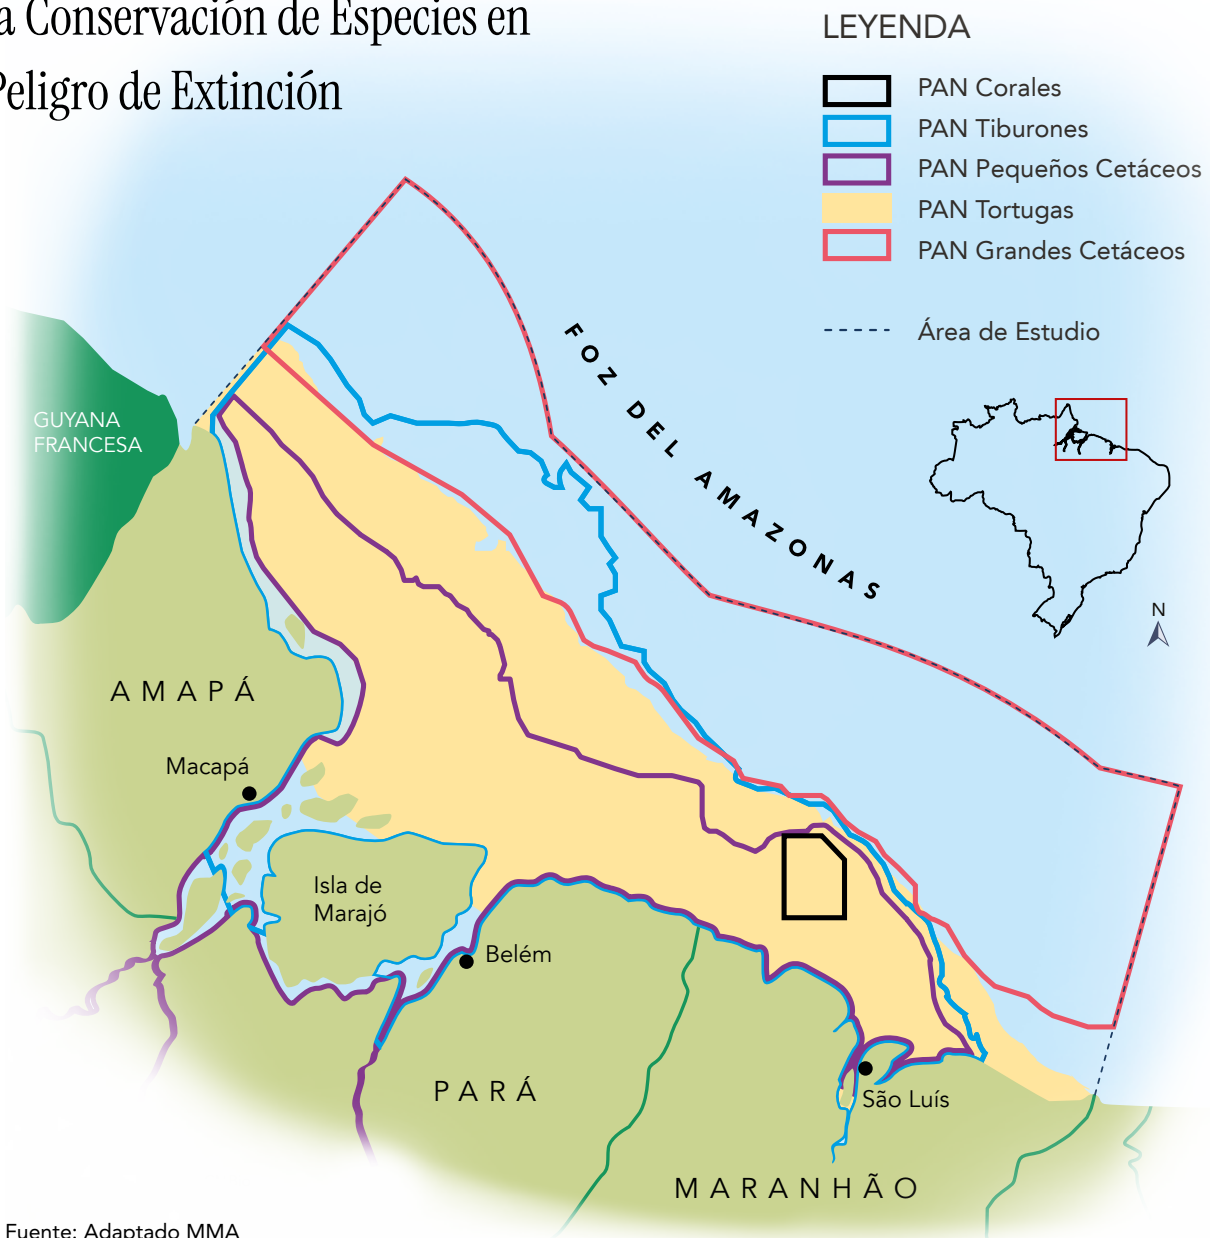 a Conservación de Especies en
Peligro de Extinción
LEYENDA
PAN Corales
PAN Tiburones
PAN Pequeños Cetáceos
PAN Tortugas
PAN Grandes Cetáceos
Área de Estudio
FOZ DEL AMAZONAS
GUYANA
FRANCESA
N
AMAPÁ
Macapá
Isla de
Marajó
Belém
PARÁ
São Luís
MARANHÃO
Fuente: Adaptado MMA